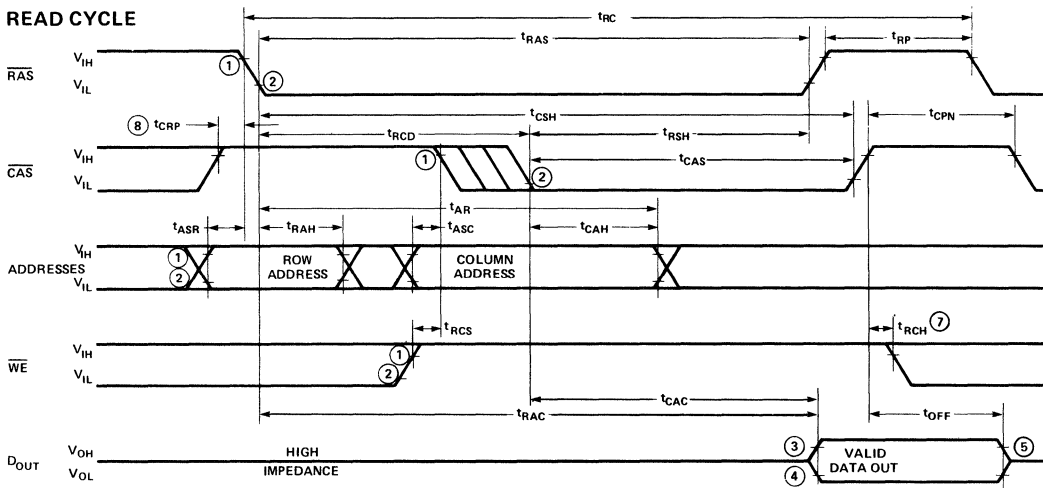 READ CYCLE
tRC
tRAS
tRP
RAS
VIH
VIL
①
②
tCSH
⑧ tCRP
tRCD
tRSH
tCPN
CAS
VIH
VIL
①
②
tCAS
tAR
tASR
tRAH
tASC
tCAH
ADDRESSES
VIH
VIL
①
②
ROW
ADDRESS
COLUMN
ADDRESS
tRCS
tRCH ⑦
WE
VIH
VIL
①
②
tCAC
tRAC
tOFF
DOUT
VOH
VOL
HIGH
IMPEDANCE
③
④
VALID
DATA OUT
⑤